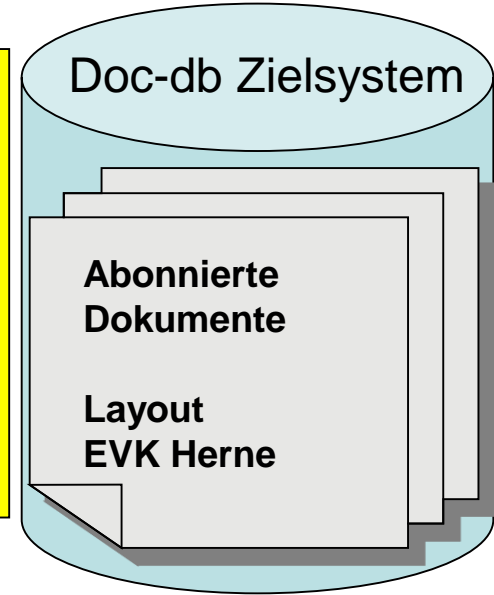 Doc-db Zielsystem
Abonnierte
Dokumente
Layout
EVK Herne